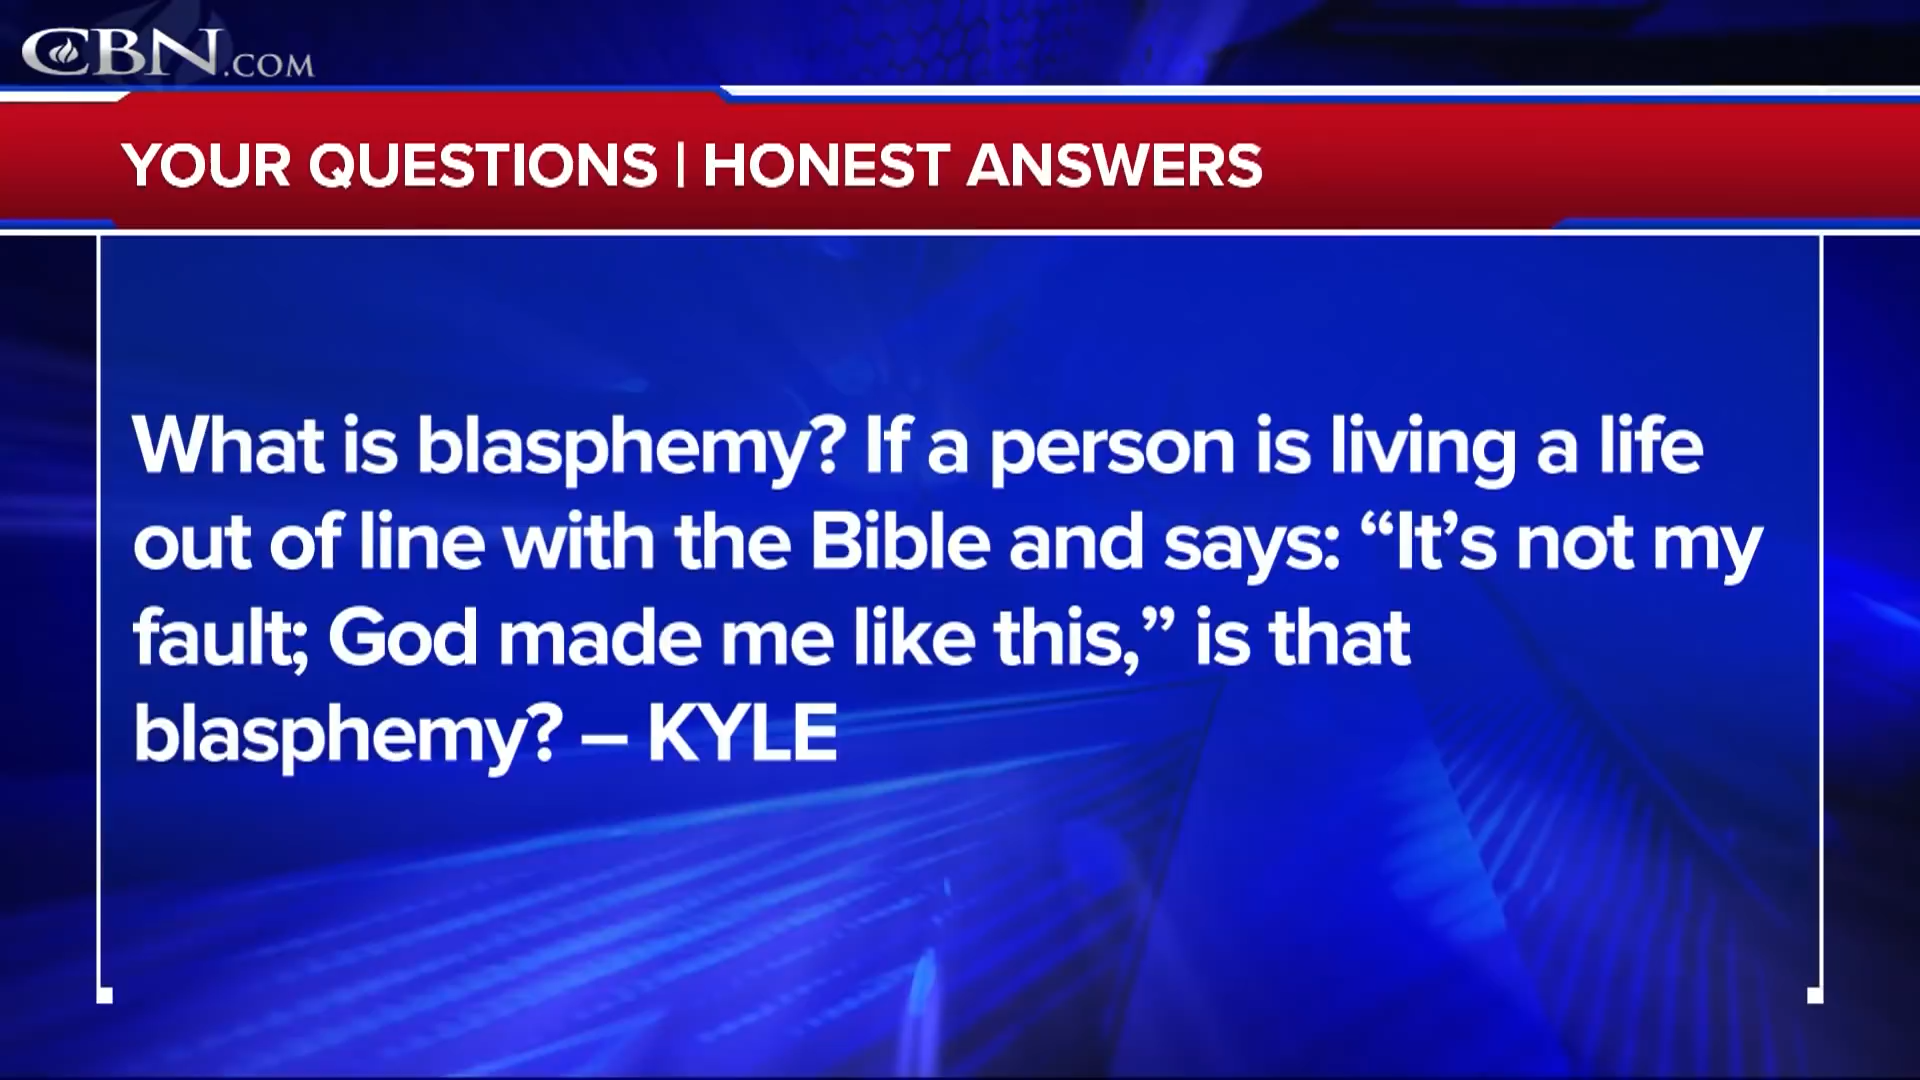 CBN.COM
YOUR QUESTIONS | HONEST ANSWERS
What is blasphemy? If a person is living a life
out of line with the Bible and says: “It’s not my
fault; God made me like this,” is that
blasphemy? – KYLE